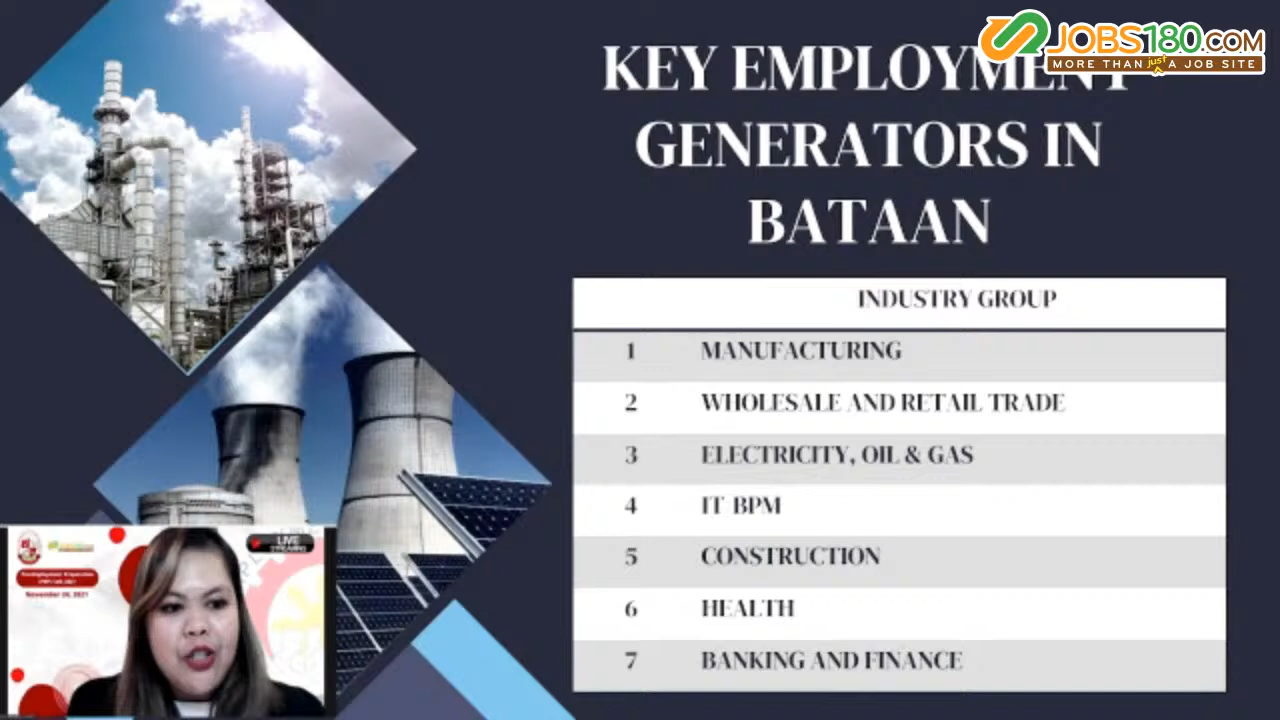 JOBS180.COM
MORE THAN just A JOB SITE
KEY EMPLOYMENT
GENERATORS IN
BATAAN
INDUSTRY GROUP
1 MANUFACTURING
2 WHOLESALE AND RETAIL TRADE
3 ELECTRICITY, OIL & GAS
4 IT BPM
5 CONSTRUCTION
6 HEALTH
7 BANKING AND FINANCE
LIVE
STREAMING
November 24, 2021